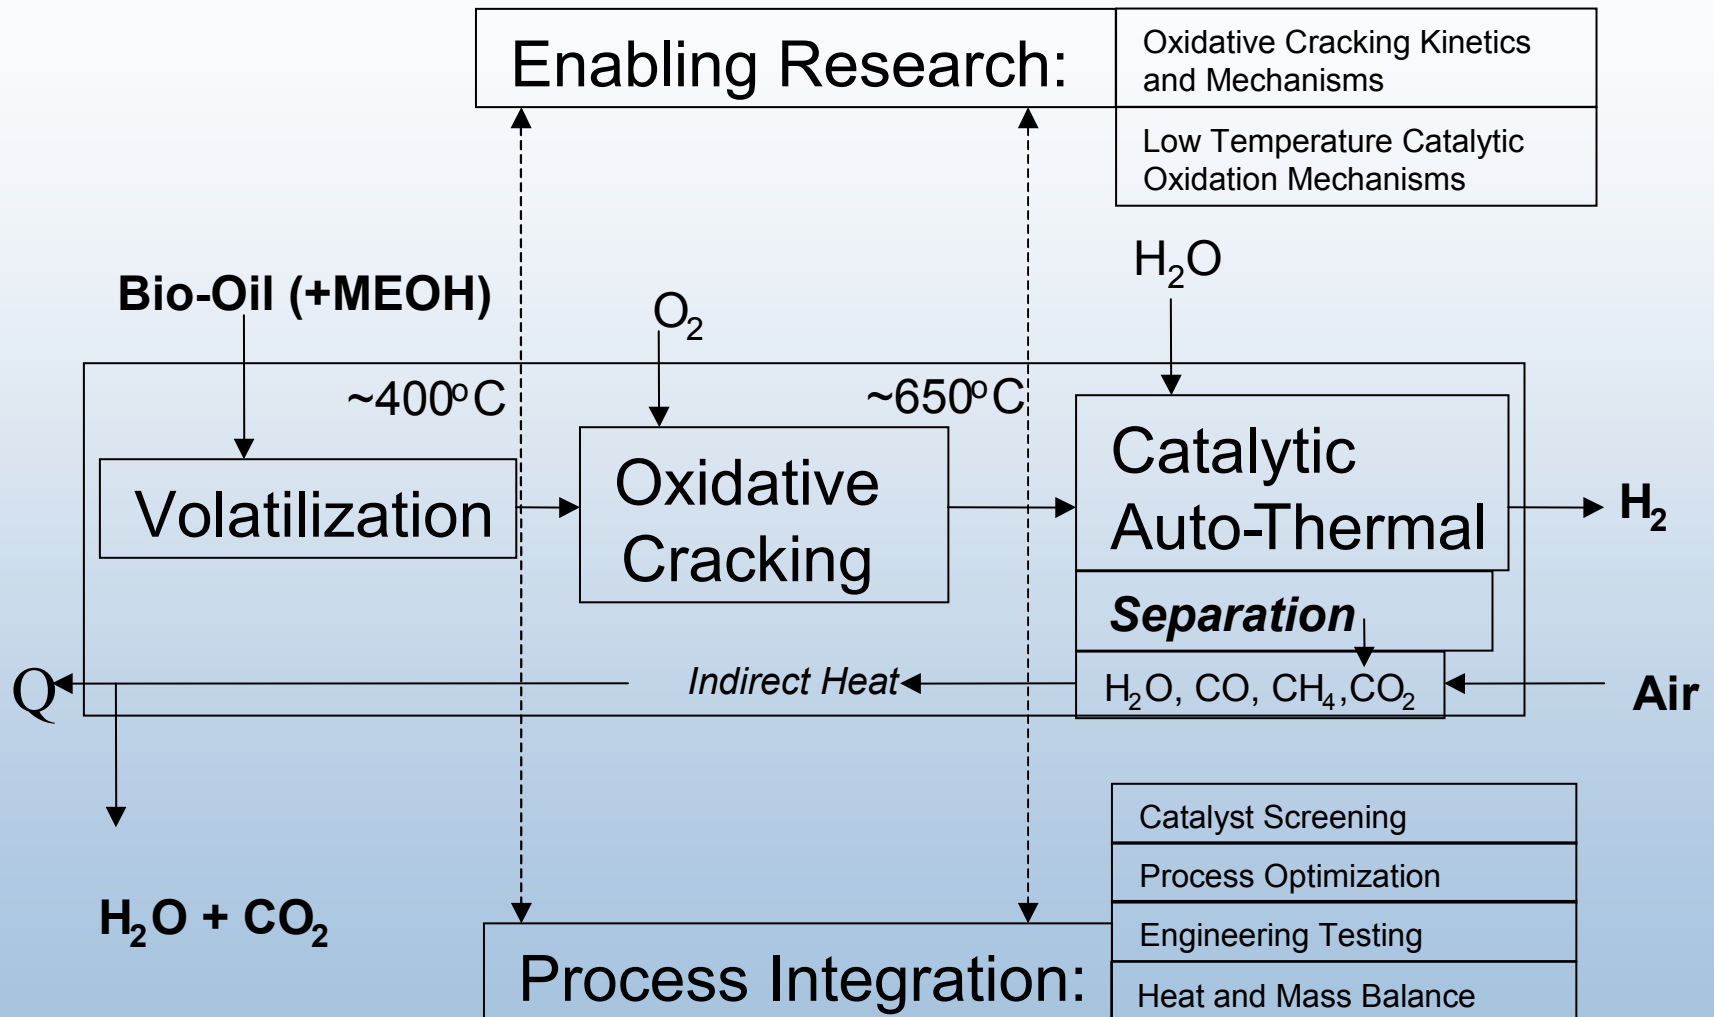 Enabling Research:
Oxidative Cracking Kinetics
and Mechanisms
Low Temperature Catalytic
Oxidation Mechanisms
H₂O
Bio-Oil (+MEOH)
O₂
~400ºC
~650ºC
Volatilization
Oxidative
Cracking
Catalytic
Auto-Thermal
H₂
Separation
Q
Indirect Heat
H₂O, CO, CH₄,CO₂
Air
H₂O + CO₂
Catalyst Screening
Process Optimization
Engineering Testing
Process Integration:
Heat and Mass Balance